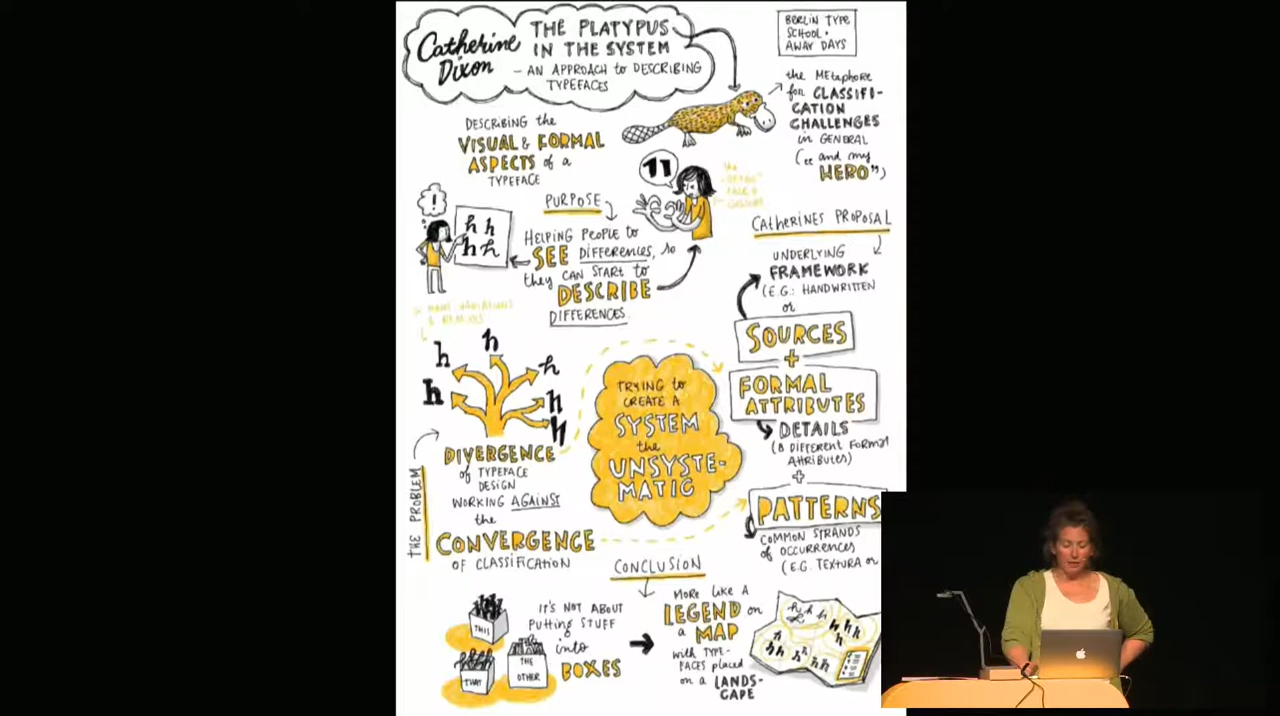 Catherine
Dixon
THE PLATYPUS
IN THE SYSTEM
– AN APPROACH to DESCRIBING
TYPEFACES
BERLIN TYPE
SCHOOL •
AWAY DAYS
the METAPHORE
for CLASSIFI-
CATION
CHALLENGES
in GENERAL
(" and my
HERO")
DESCRIBING the
VISUAL & FORMAL
ASPECTS of a
TYPEFACE
PURPOSE
HELPING PEOPLE to
SEE DIFFERENCES, so
they CAN START to
DESCRIBE
DIFFERENCES.
!
h h
h h
CATHERINES PROPOSAL
UNDERLYING
FRAMEWORK
(E.G.: HANDWRITTEN
or
SOURCES
+
FORMAL
ATTRIBUTES
DETAILS
(8 DIFFERENT FORMAL
ATTRIBUTES)
+
PATTERNS
COMMON STRANDS
of OCCURRENCES
(E.G. TEXTURA or
h h h h h h h
THE PROBLEM
DIVERGENCE
of TYPEFACE
DESIGN
WORKING AGAINST
the
CONVERGENCE
OF CLASSIFICATION
TRYING to
CREATE A
SYSTEM
the
UNSYSTE-
MATIC
CONCLUSION
IT'S NOT ABOUT
PUTTING STUFF
into
BOXES
THIS
THAT
THE
OTHER
MORE LIKE A
LEGEND on
a MAP
with TYPE-
FACES placed
on a LANDS-
CAPE